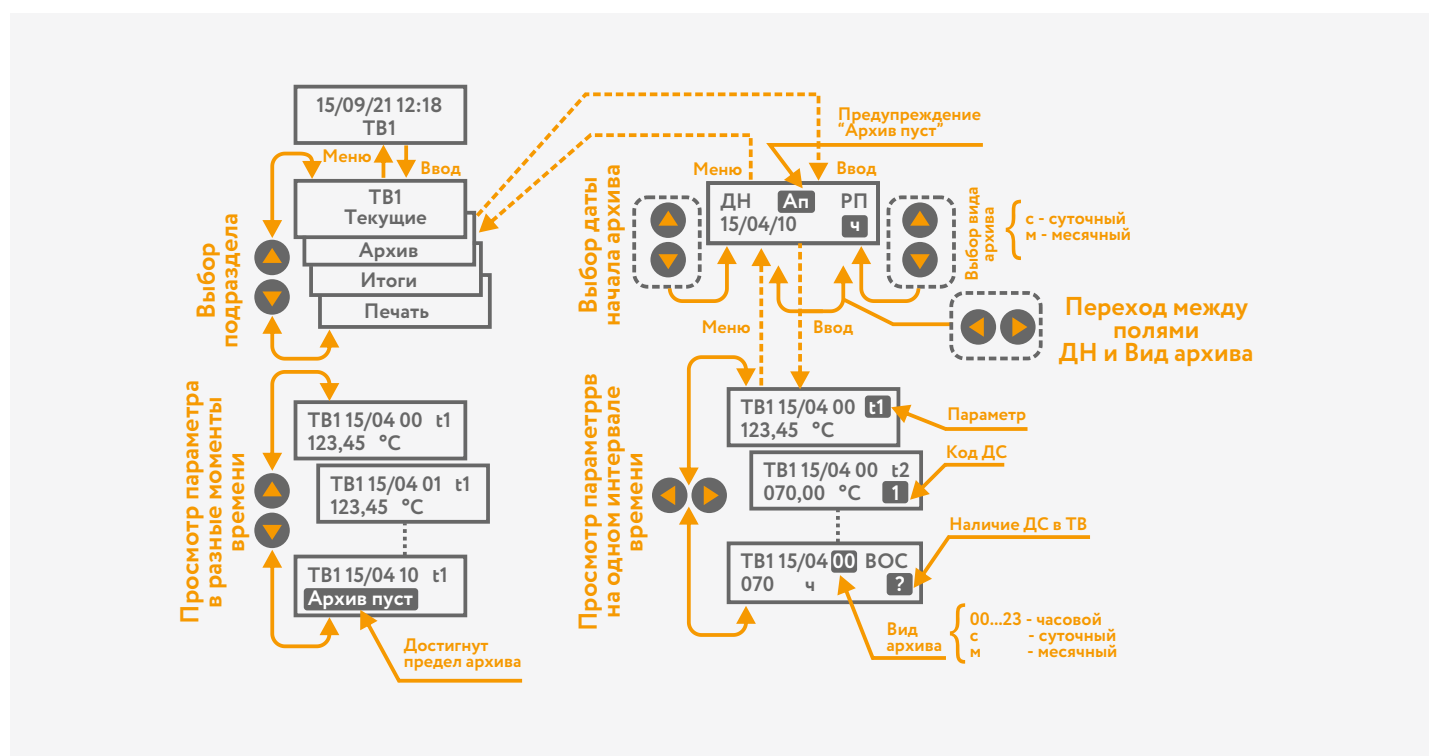 15/09/21 12:18
ТВ1
Меню
Ввод
ТВ1
Текущие
Архив
Итоги
Печать
Выбор
подраздела
Предупреждение
“Архив пуст”
Меню
Ввод
ДН Ап РП
15/04/10 ч
Выбор даты
начала архива
Выбор вида
архива
с - суточный
м - месячный
Переход между
полями
ДН и Вид архива
Меню
Ввод
Просмотр параметра
в разные моменты
времени
ТВ1 15/04 00 t1
123,45 °C
ТВ1 15/04 01 t1
123,45 °C
ТВ1 15/04 10 t1
Архив пуст
Достигнут
предел архива
Просмотр параметррв
на одном интервале
времени
ТВ1 15/04 00 t1
123,45 °C
Параметр
ТВ1 15/04 00 t2
070,00 °C 1
Код ДС
ТВ1 15/04 00 ВОС
070 ч ?
Наличие ДС в ТВ
Вид
архива
00...23 - часовой
с - суточный
м - месячный